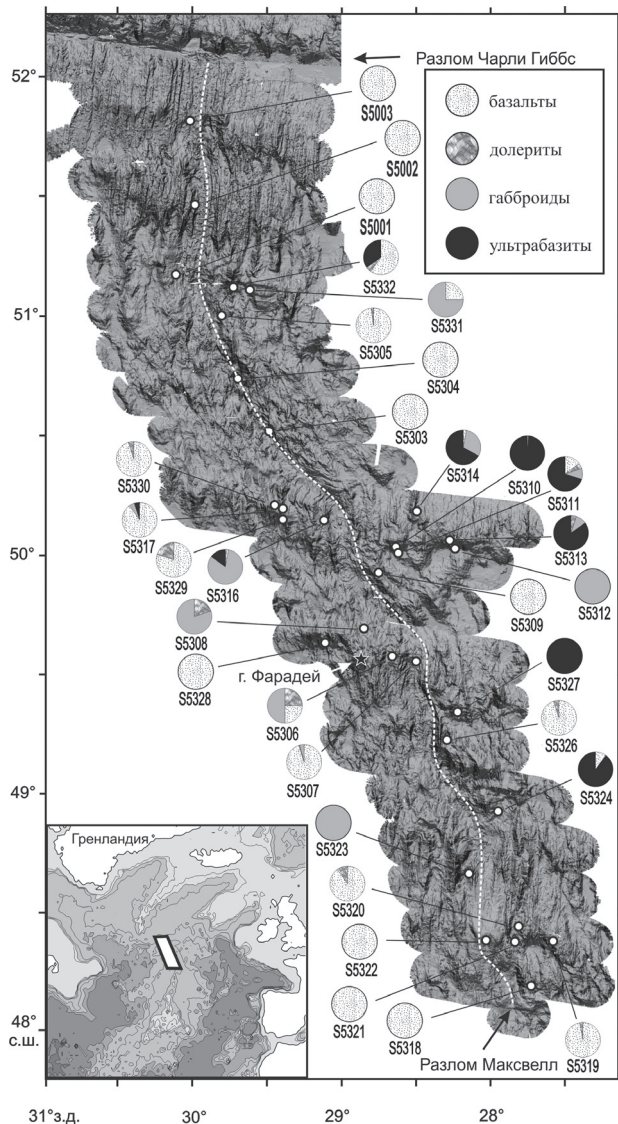 52°
Разлом Чарли Гиббс
базальты
долериты
габброиды
ультрабазиты
S5003
S5002
S5001
S5332
51°
S5331
S5305
S5304
S5303
S5330
S5314
S5310
S5311
S5317
S5313
50°
S5329
S5316
S5309
S5312
S5308
г. Фарадей
S5328
S5327
S5306
S5326
S5307
S5324
49°
S5323
Гренландия
S5320
S5322
S5321
S5318
S5319
48°
с.ш.
Разлом Максвелл
31°з.д.
30°
29°
28°